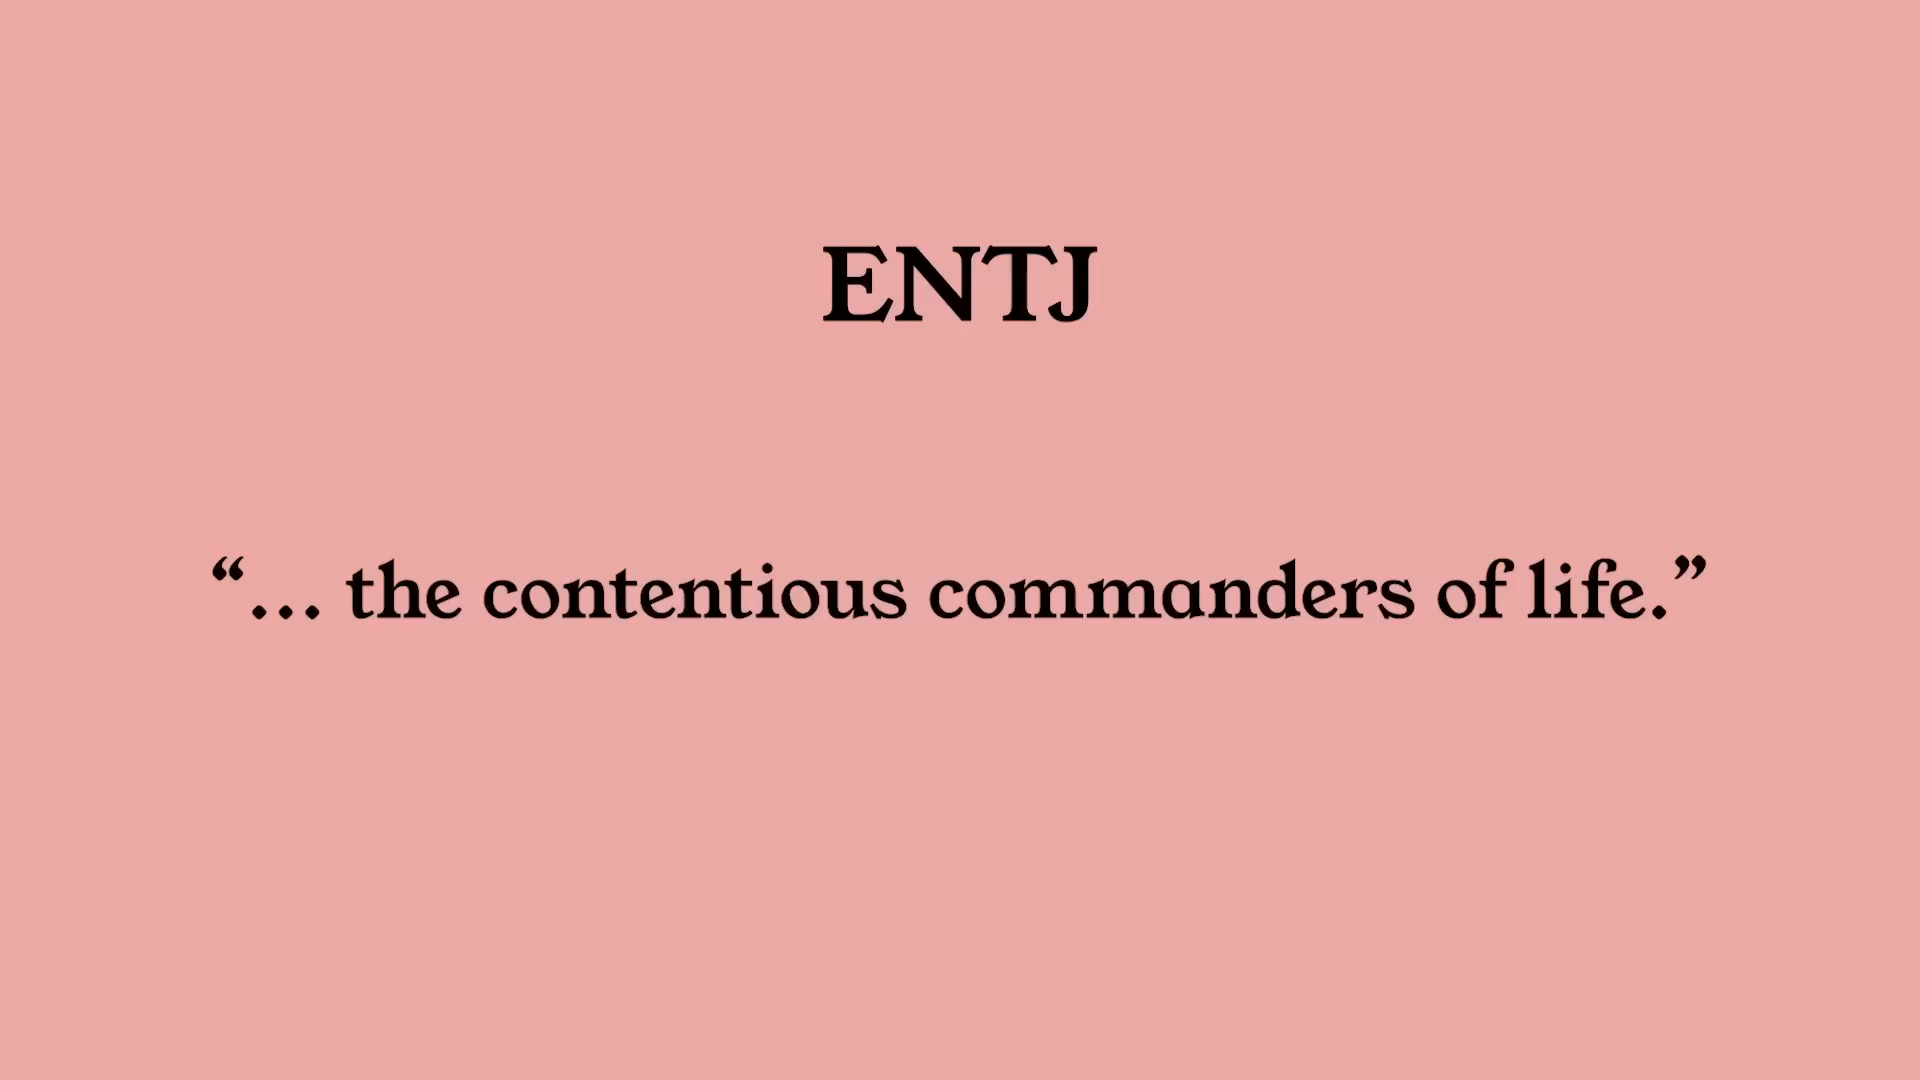 ENTJ
“… the contentious commanders of life.”